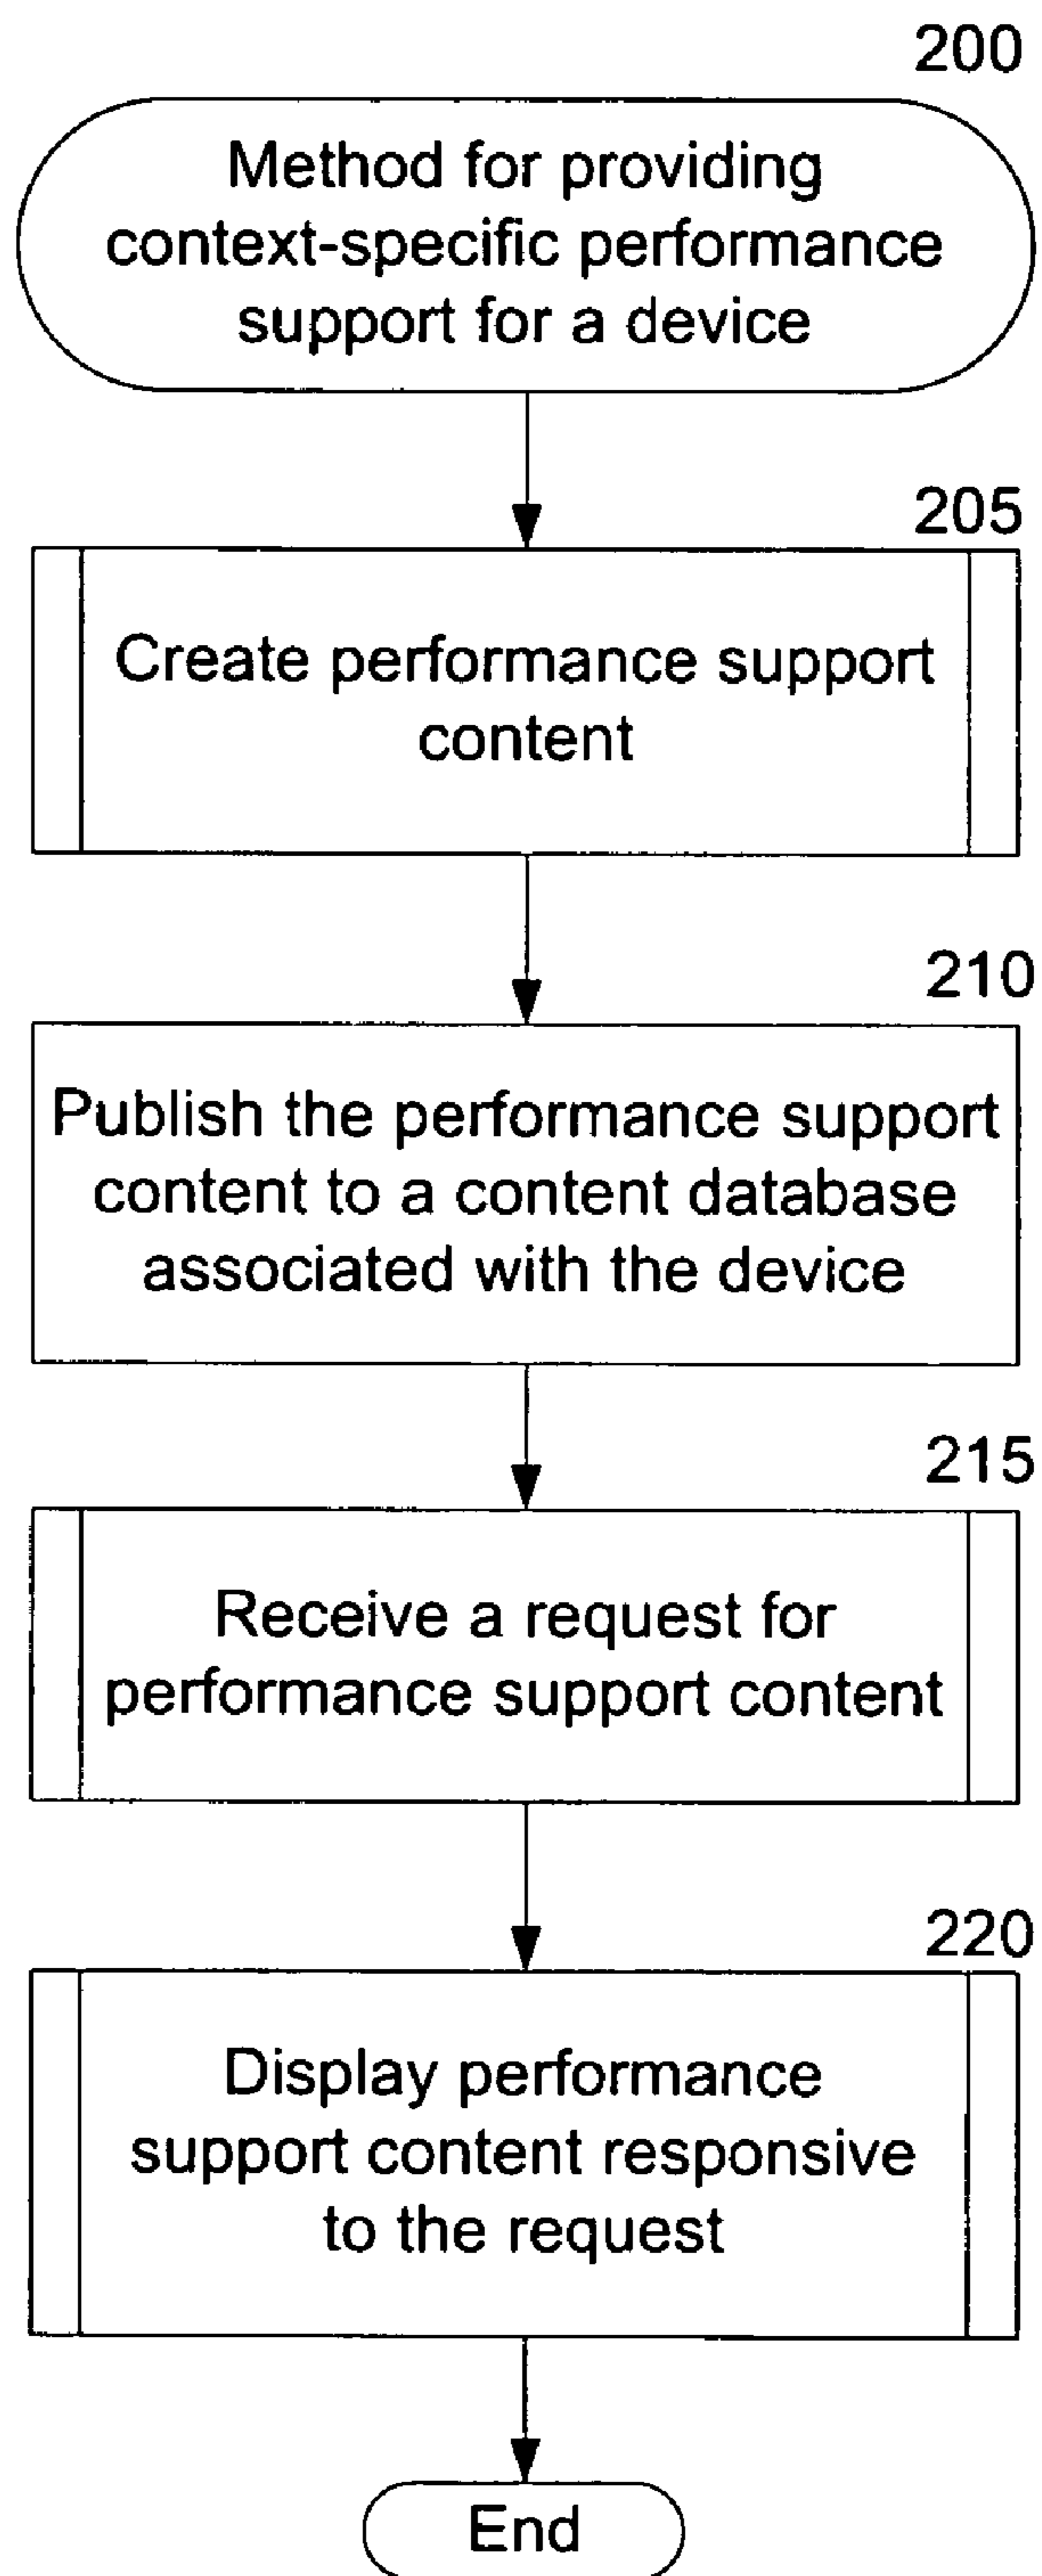 200
Method for providing
context-specific performance
support for a device
205
Create performance support
content
210
Publish the performance support
content to a content database
associated with the device
215
Receive a request for
performance support content
220
Display performance
support content responsive
to the request
End